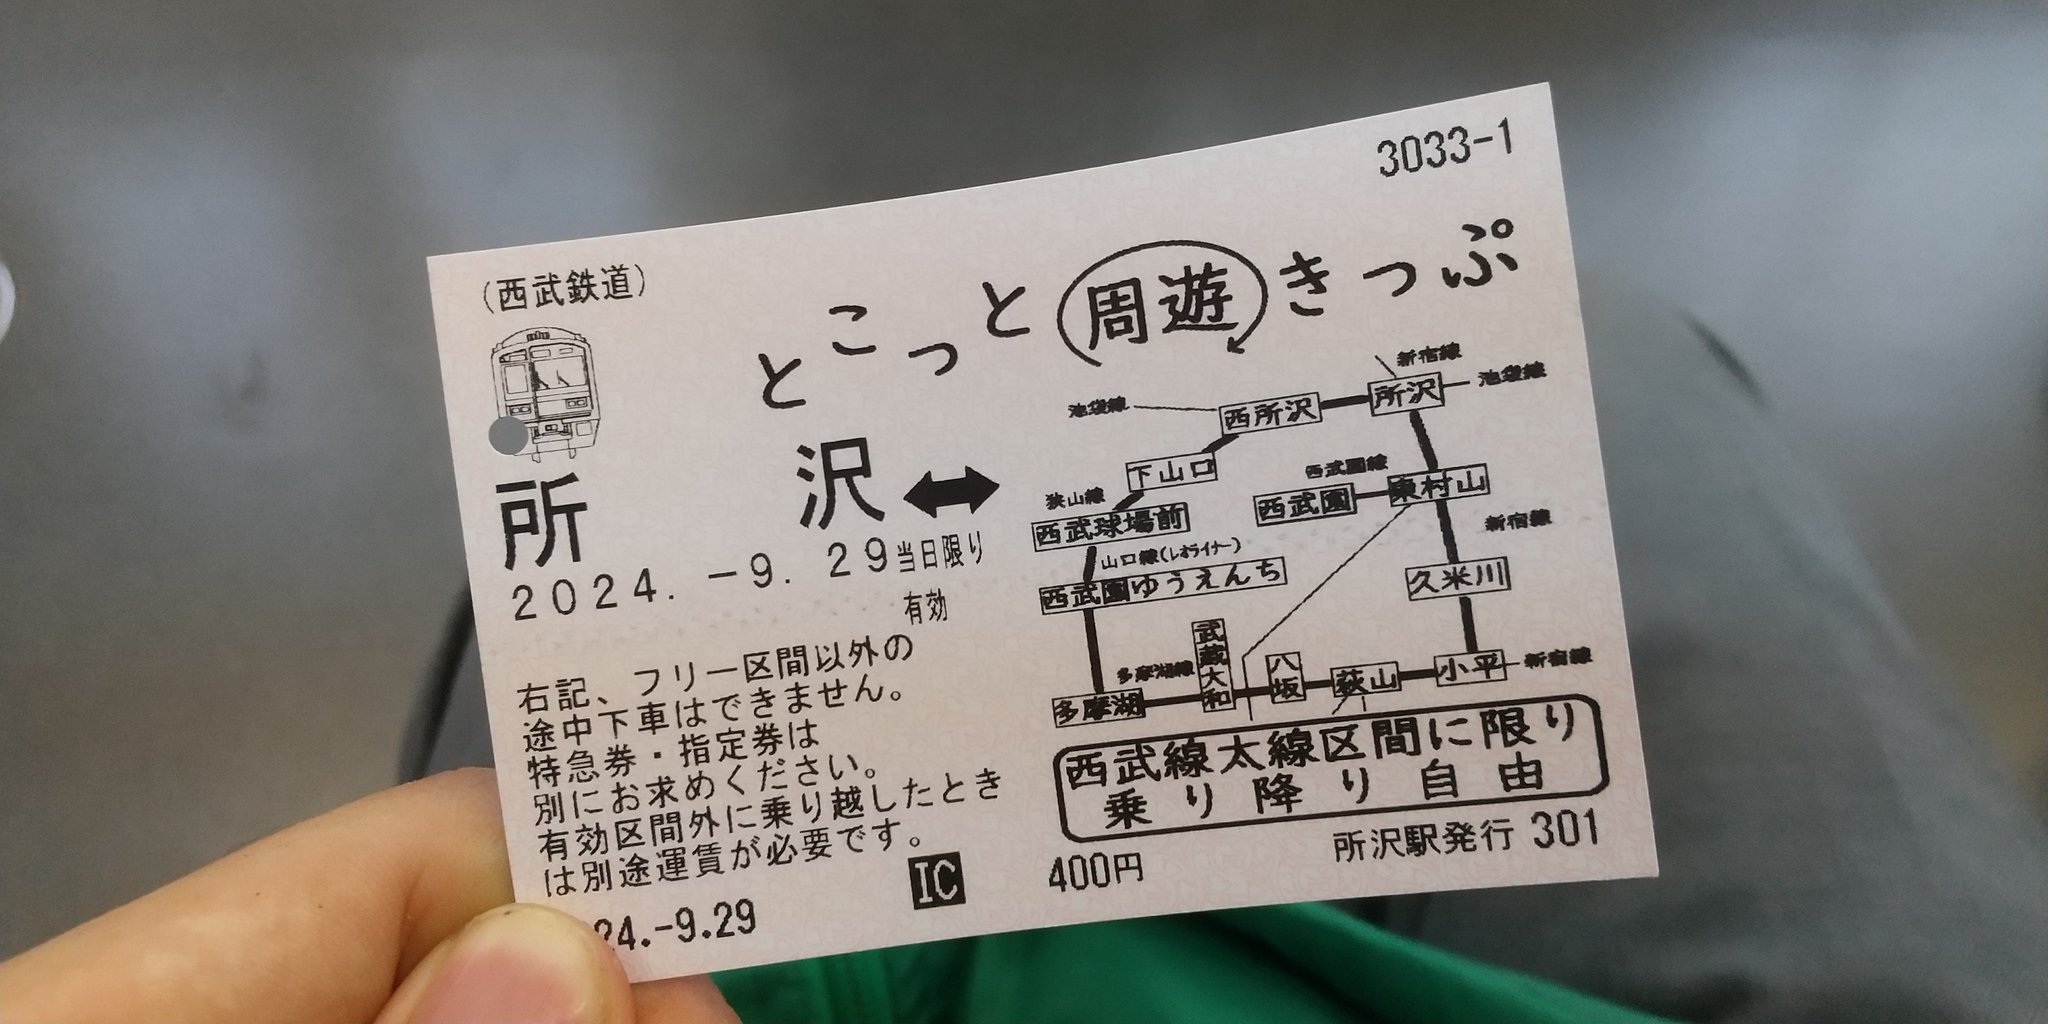 3033-1
(西武鉄道)
とこっと周遊きっぷ
所沢⇔
2024.-9.29当日限り
有効
右記、フリー区間以外の
途中下車はできません。
特急券・指定券は
別にお求めください。
有効区間外に乗り越したとき
は別途運賃が必要です。
新宿線
池袋線
所沢
池袋線
西所沢
下山口
西武園線
東村山
西武園
狭山線
西武球場前
新宿線
山口線(レオライナー)
西武園ゆうえんち
久米川
武蔵大和
八坂
多摩湖線
萩山
小平
新宿線
多摩湖
西武線太線区間に限り
乗り降り自由
所沢駅発行 301
400円
IC
24.-9.29